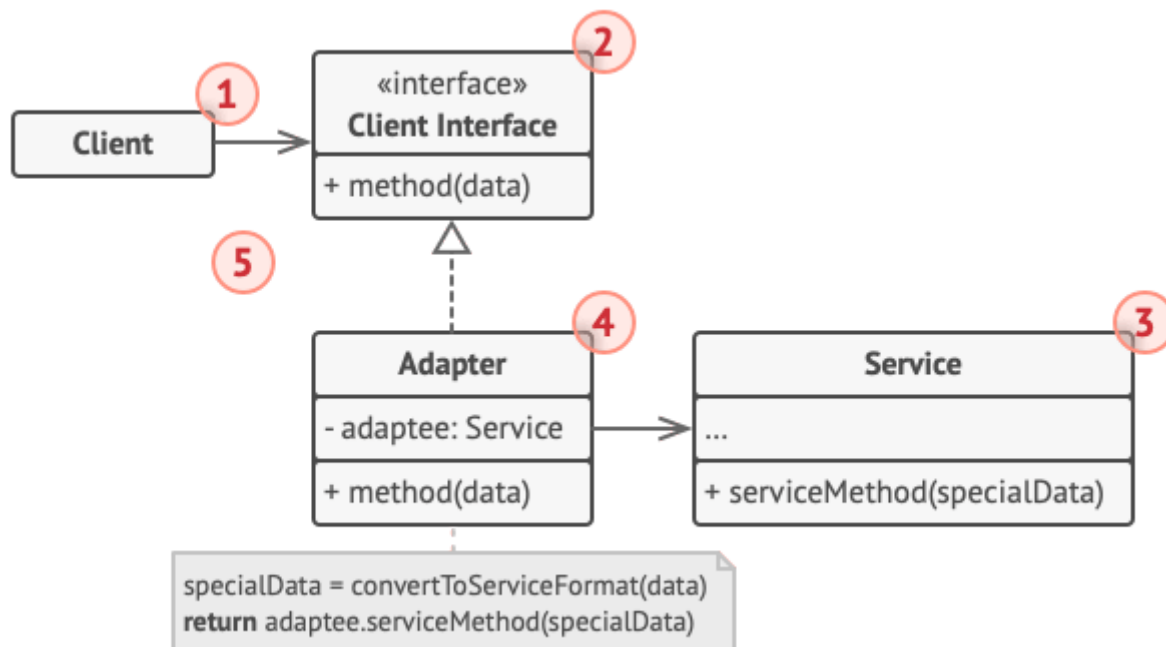 1
Client
2
«interface»
Client Interface
+ method(data)
5
4
Adapter
- adaptee: Service
+ method(data)
3
Service
...
+ serviceMethod(specialData)
specialData = convertToServiceFormat(data)
return adaptee.serviceMethod(specialData)